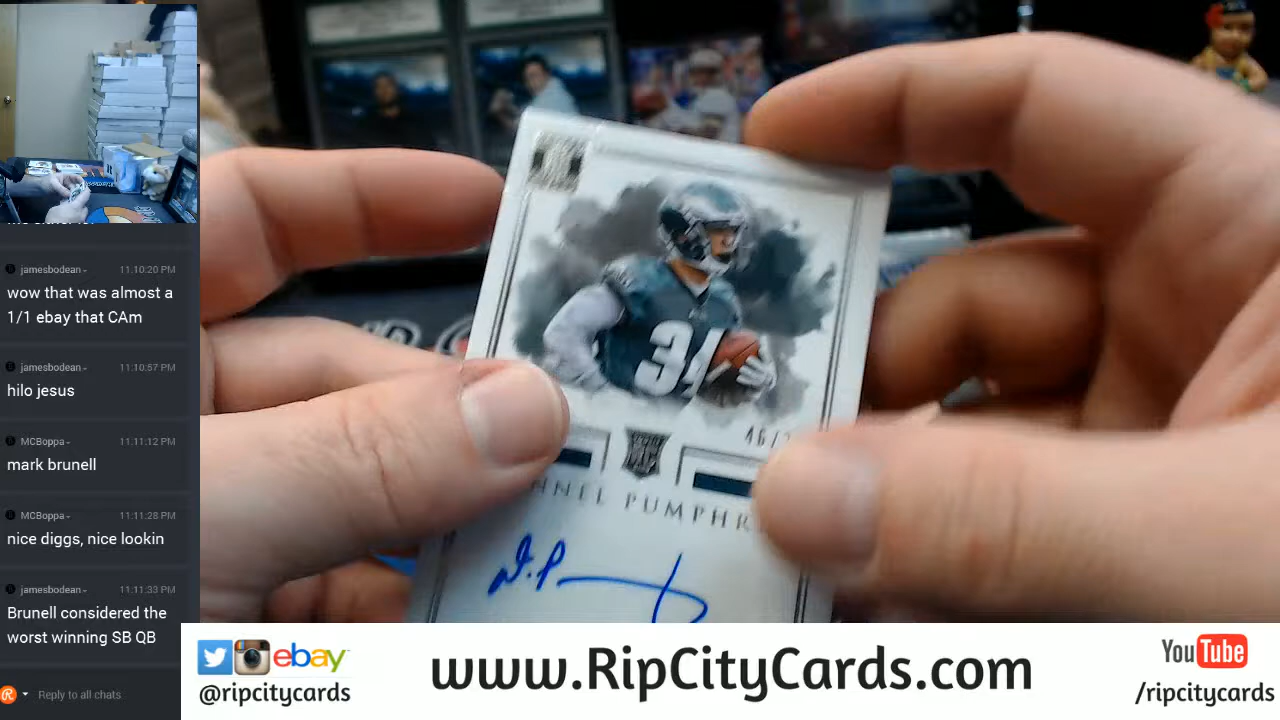 jamesbodean 11:10:20 PM
wow that was almost a
1/1 ebay that CAm
jamesbodean 11:10:57 PM
hilo jesus
MCBoppa 11:11:12 PM
mark brunell
MCBoppa 11:11:28 PM
nice diggs, nice lookin
jamesbodean 11:11:33 PM
Brunell considered the
worst winning SB QB
Reply to all chats
34
46/
NNEL PUMPHR
D.P
ebay
@ripcitycards
www.RipCityCards.com
YouTube
/ripcitycards